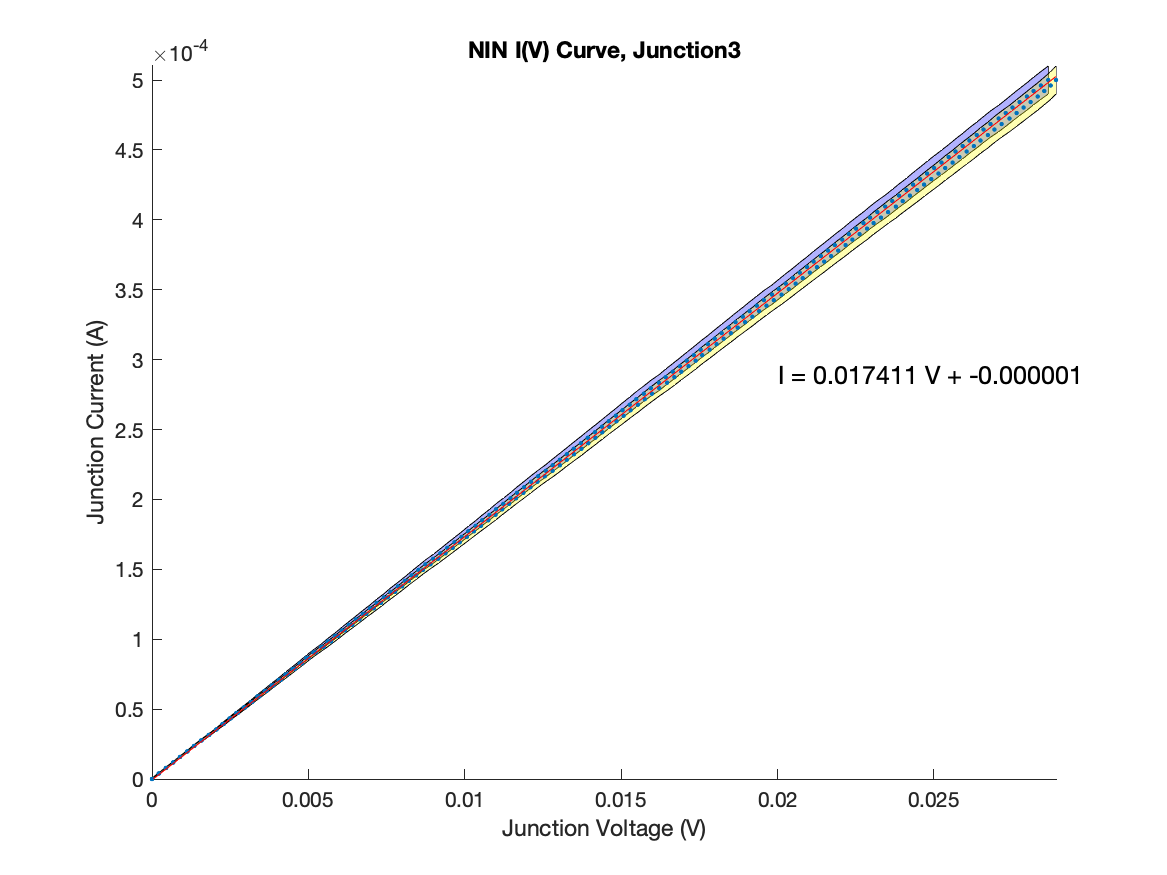 NIN I(V) Curve, Junction3
×10-4
5
4.5
4
3.5
3
2.5
2
1.5
1
0.5
0
Junction Current (A)
I = 0.017411 V + -0.000001
0 0.005 0.01 0.015 0.02 0.025
Junction Voltage (V)